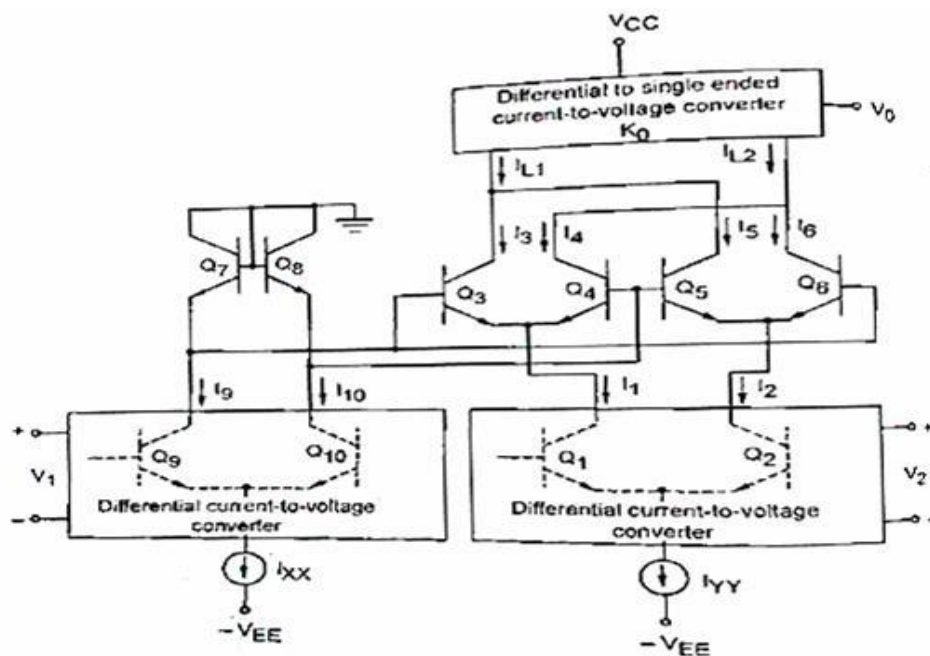 VCC
Differential to single ended
current-to-voltage converter
K0
V0
IL1
IL2
I3
I4
I5
I6
Q7
Q8
Q3
Q4
Q5
Q6
I9
I10
I1
I2
+
V1
−
Q9
Q10
Differential current-to-voltage
converter
Q1
Q2
Differential current-to-voltage
converter
+
V2
-
IXX
−VEE
IYY
−VEE